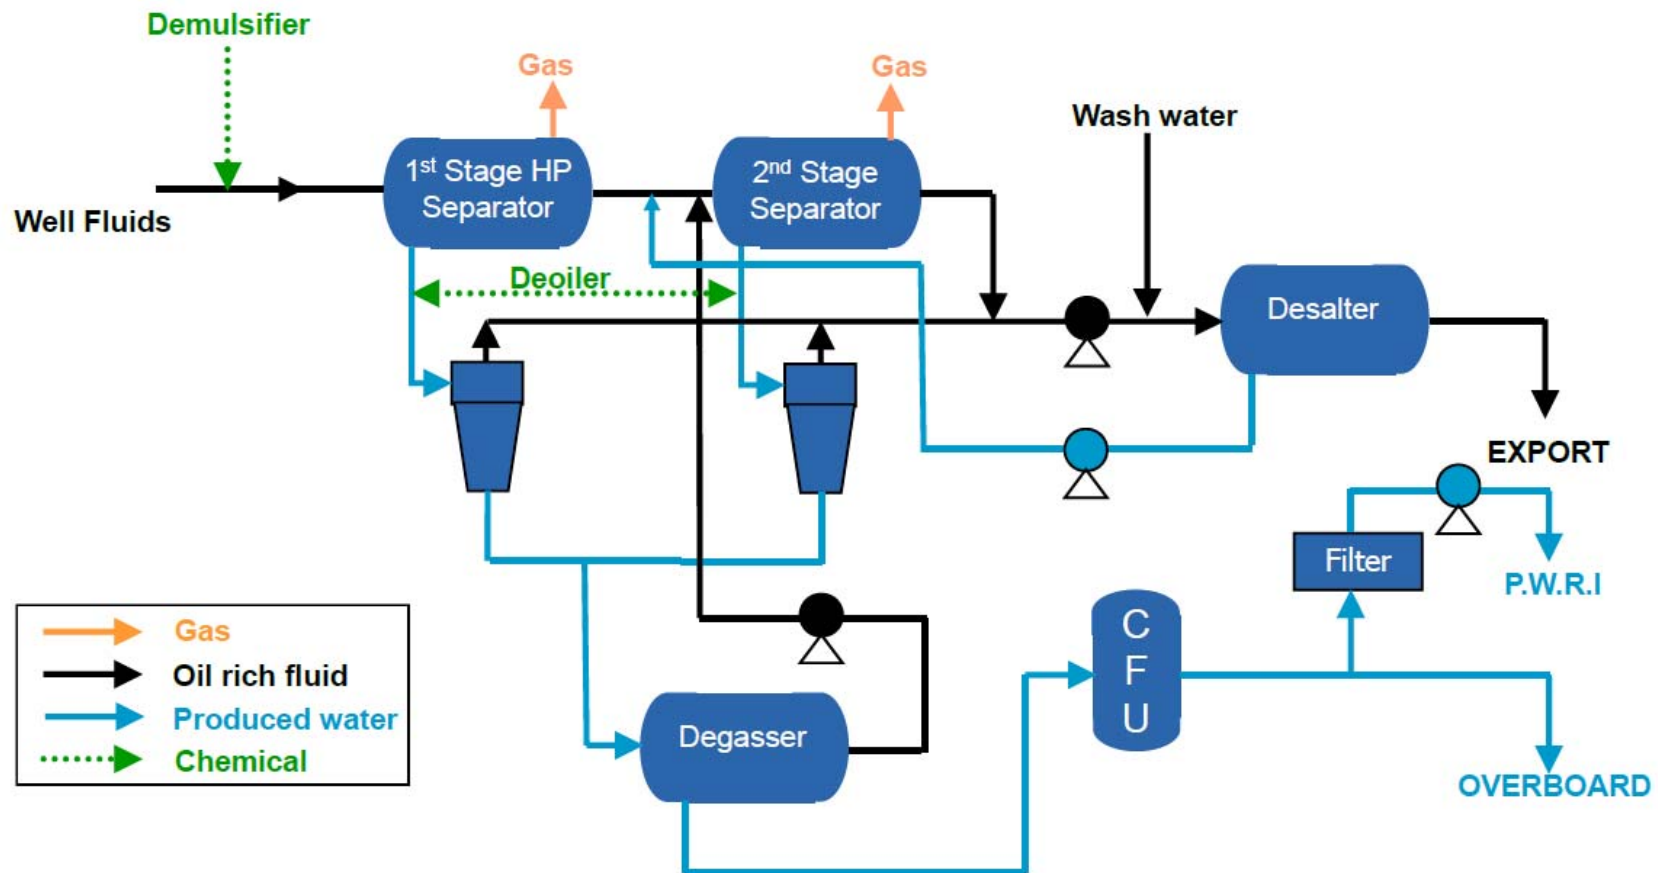 Demulsifier
Gas
Gas
Wash water
1st Stage HP
Separator
2nd Stage
Separator
Well Fluids
Deoiler
Desalter
EXPORT
Filter
P.W.R.I
C
F
U
Gas
Oil rich fluid
Produced water
Chemical
Degasser
OVERBOARD